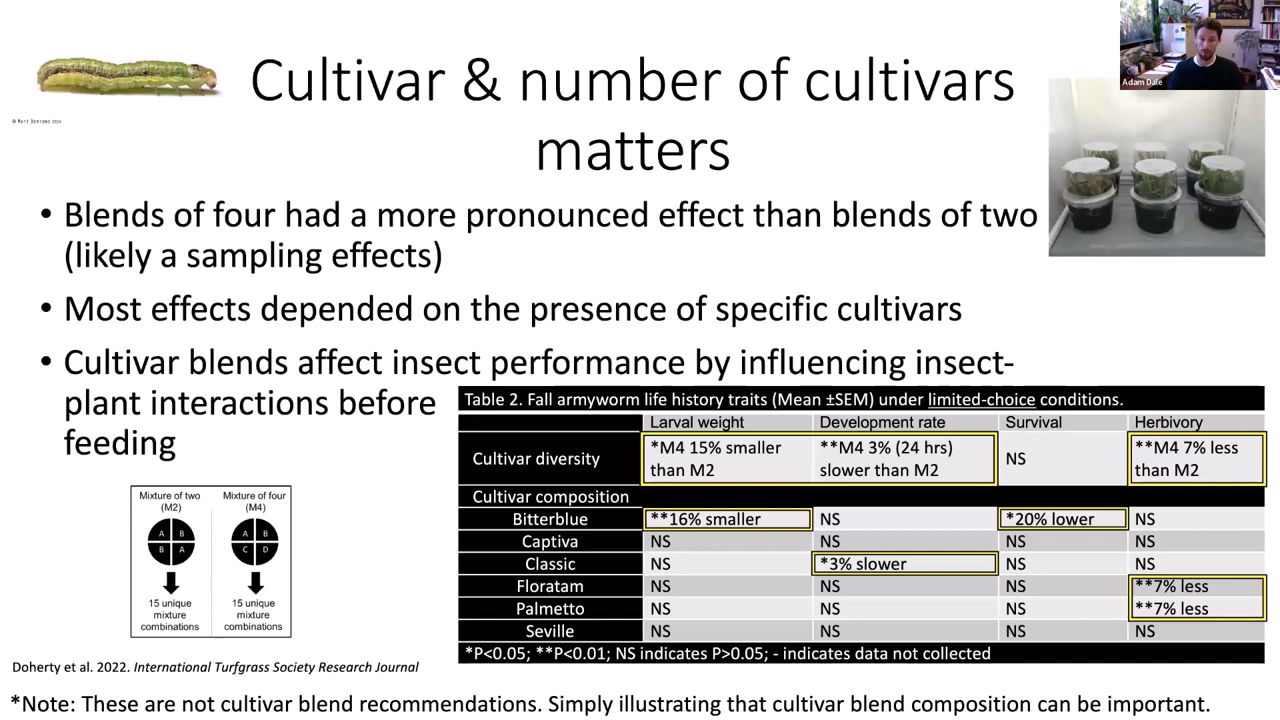 Adam Dale
Cultivar & number of cultivars
matters
© Matt Bertone 2014
• Blends of four had a more pronounced effect than blends of two
(likely a sampling effects)
• Most effects depended on the presence of specific cultivars
• Cultivar blends affect insect performance by influencing insect-
plant interactions before
feeding
Table 2. Fall armyworm life history traits (Mean ±SEM) under limited-choice conditions.
Larval weight Development rate Survival Herbivory
Cultivar diversity *M4 15% smaller than M2 **M4 3% (24 hrs) slower than M2 NS **M4 7% less than M2
Cultivar composition
Bitterblue **16% smaller NS *20% lower NS
Captiva NS NS NS NS
Classic NS *3% slower NS NS
Floratam NS NS NS **7% less
Palmetto NS NS NS **7% less
Seville NS NS NS NS
*P<0.05; **P<0.01; NS indicates P>0.05; - indicates data not collected
Mixture of two Mixture of four
(M2) (M4)
A B A B
B A C D
15 unique 15 unique
mixture mixture
combinations combinations
Doherty et al. 2022. International Turfgrass Society Research Journal
*Note: These are not cultivar blend recommendations. Simply illustrating that cultivar blend composition can be important.